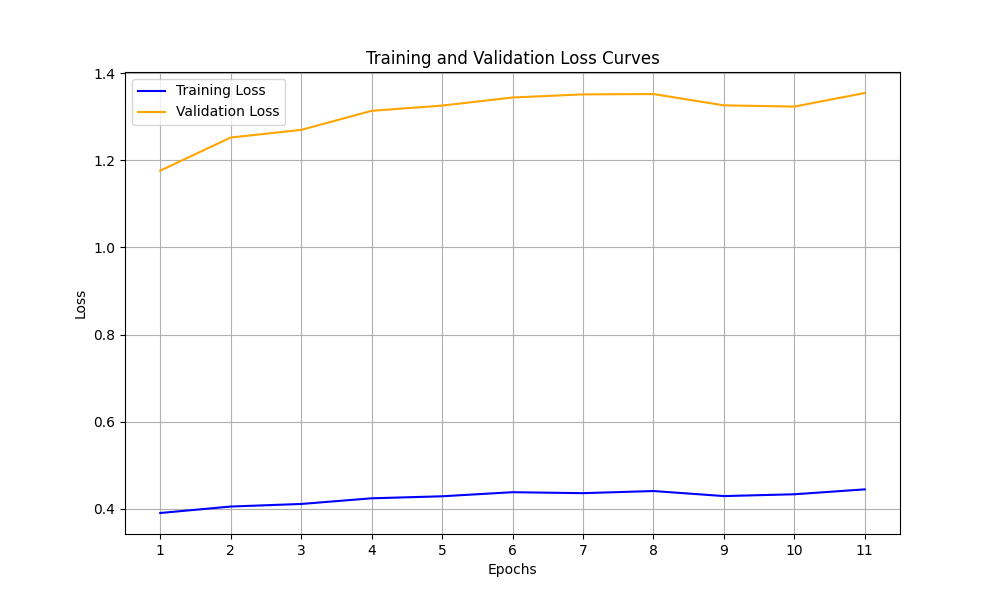 Training and Validation Loss Curves
Training Loss
Validation Loss
1.4
1.2
1.0
0.8
0.6
0.4
Loss
1 2 3 4 5 6 7 8 9 10 11
Epochs